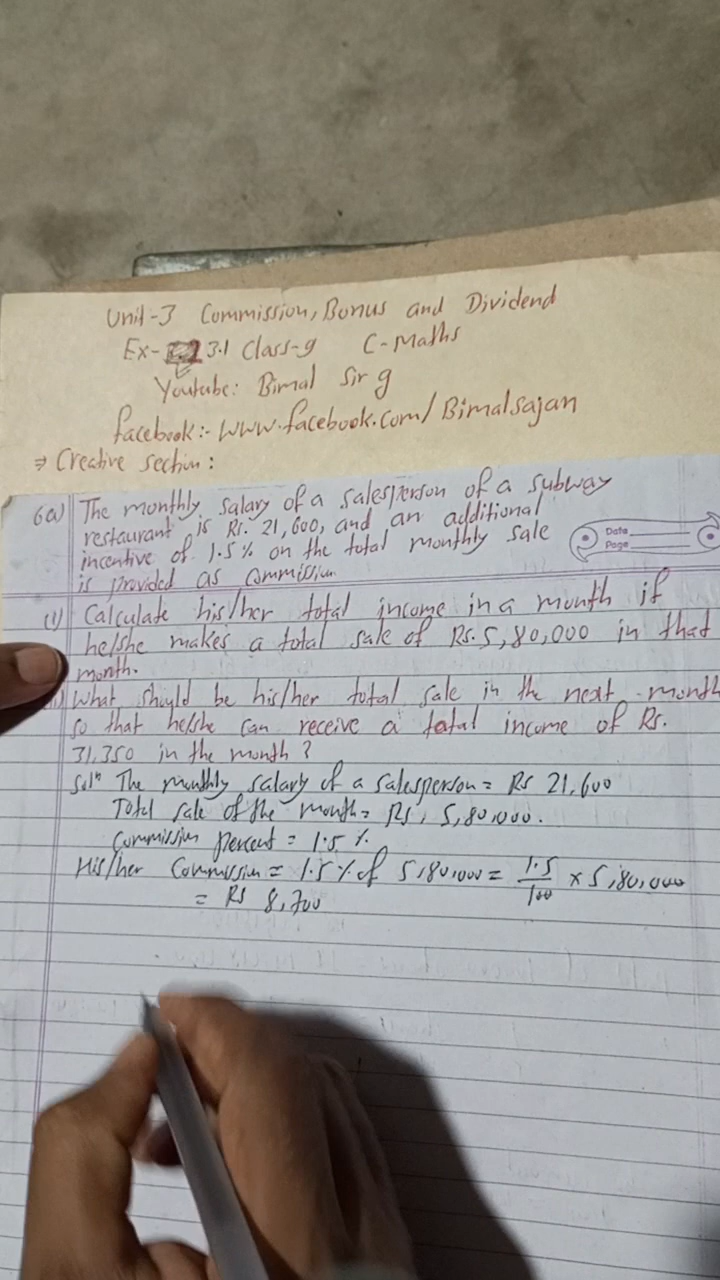 Unit-3 Commission, Bonus and Dividend
Ex- 3.1 Class-9 C-Maths
Youtube: Bimal Sir g
facebook:- www.facebook.com/Bimalsajan
⇒ Creative section:
6a) The monthly salary of a salesperson of a subway
restaurant is Rs. 21,600, and an additional
incentive of 1.5% on the total monthly sale
is provided as commission
Date
Page
(i) Calculate his/her total income in a month if
he/she makes a total sale of Rs. 5,80,000 in that
month.
What should be his/her total sale in the next month
so that he/she can receive a total income of Rs.
31,350 in the month?
Solⁿ The monthly salary of a salesperson = Rs 21,600
Total sale of the month = Rs, 5,80,000.
Commission percent = 1.5%
His/her Commission = 1.5% of 5,80,000 = 1.5/100 × 5,80,000
= Rs 8,700